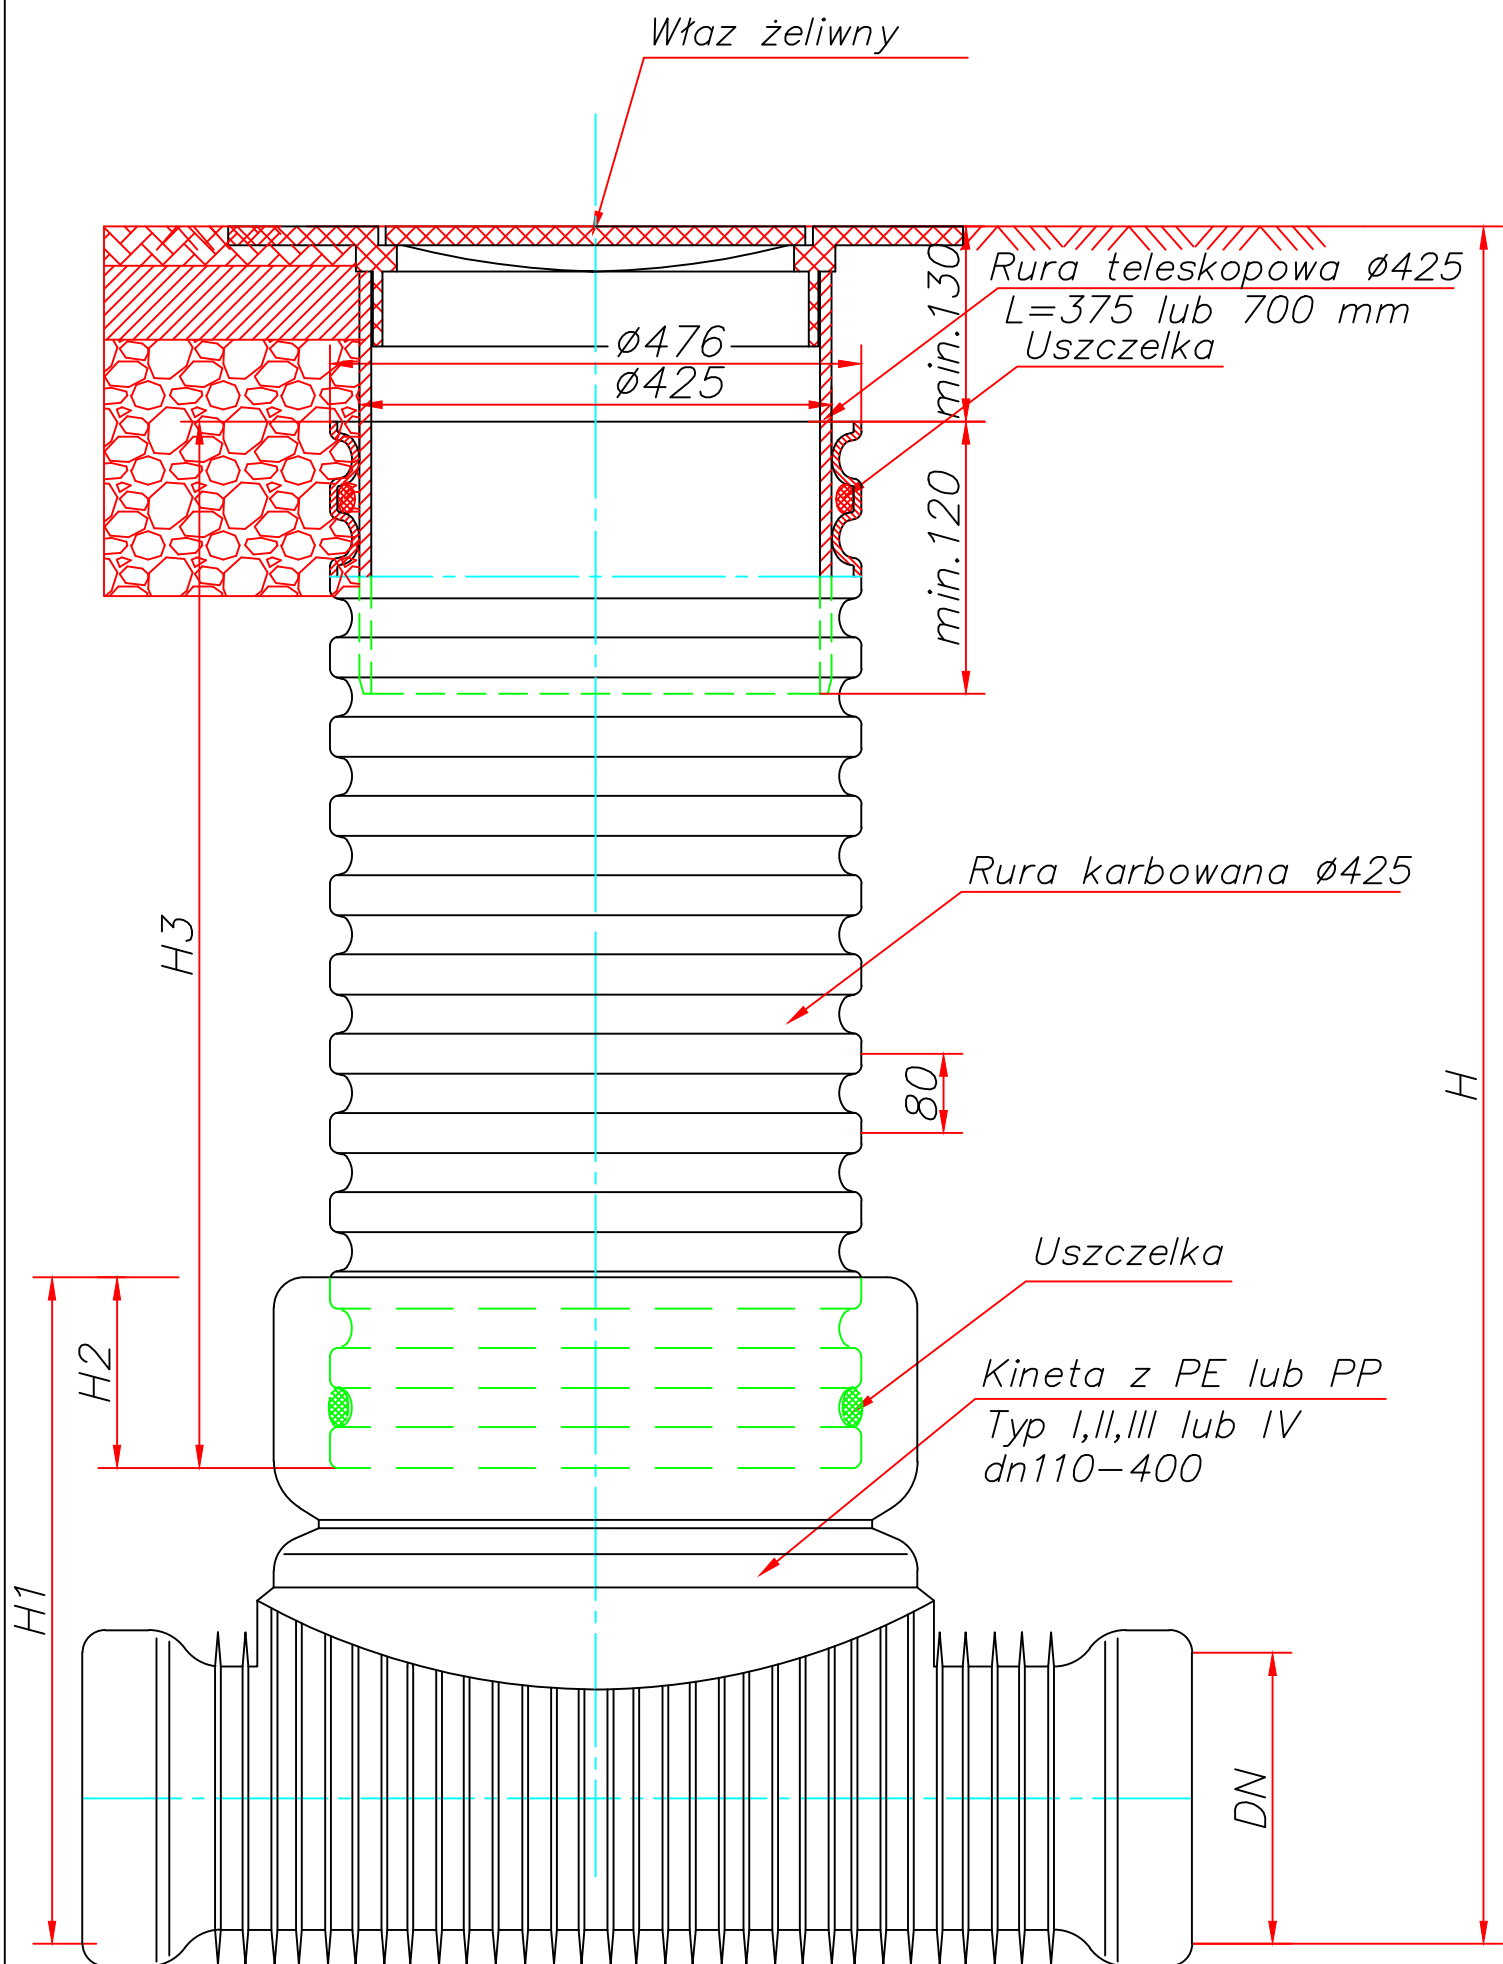 Właz żeliwny
Rura teleskopowa ø425
L=375 lub 700 mm
Uszczelka
min.130
ø476
ø425
min.120
Rura karbowana ø425
H3
H
80
Uszczelka
H2
Kineta z PE lub PP
Typ I,II,III lub IV
dn110-400
H1
DN